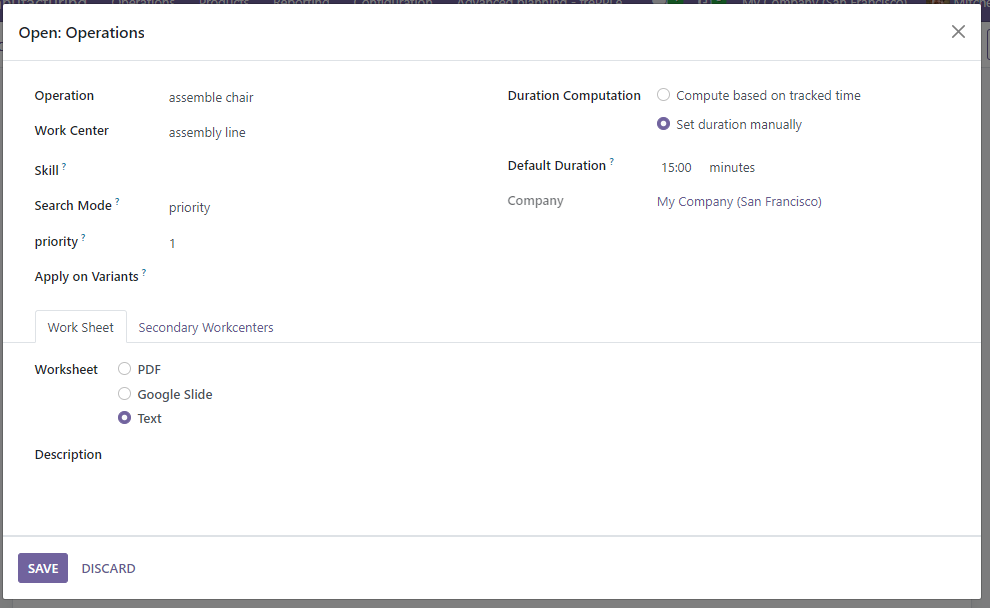 Open: Operations
Operation assemble chair
Work Center assembly line
Skill ?
Search Mode ? priority
priority ? 1
Apply on Variants ?
Duration Computation Compute based on tracked time
Set duration manually
Default Duration ? 15:00 minutes
Company My Company (San Francisco)
Work Sheet Secondary Workcenters
Worksheet PDF
Google Slide
Text
Description
SAVE DISCARD